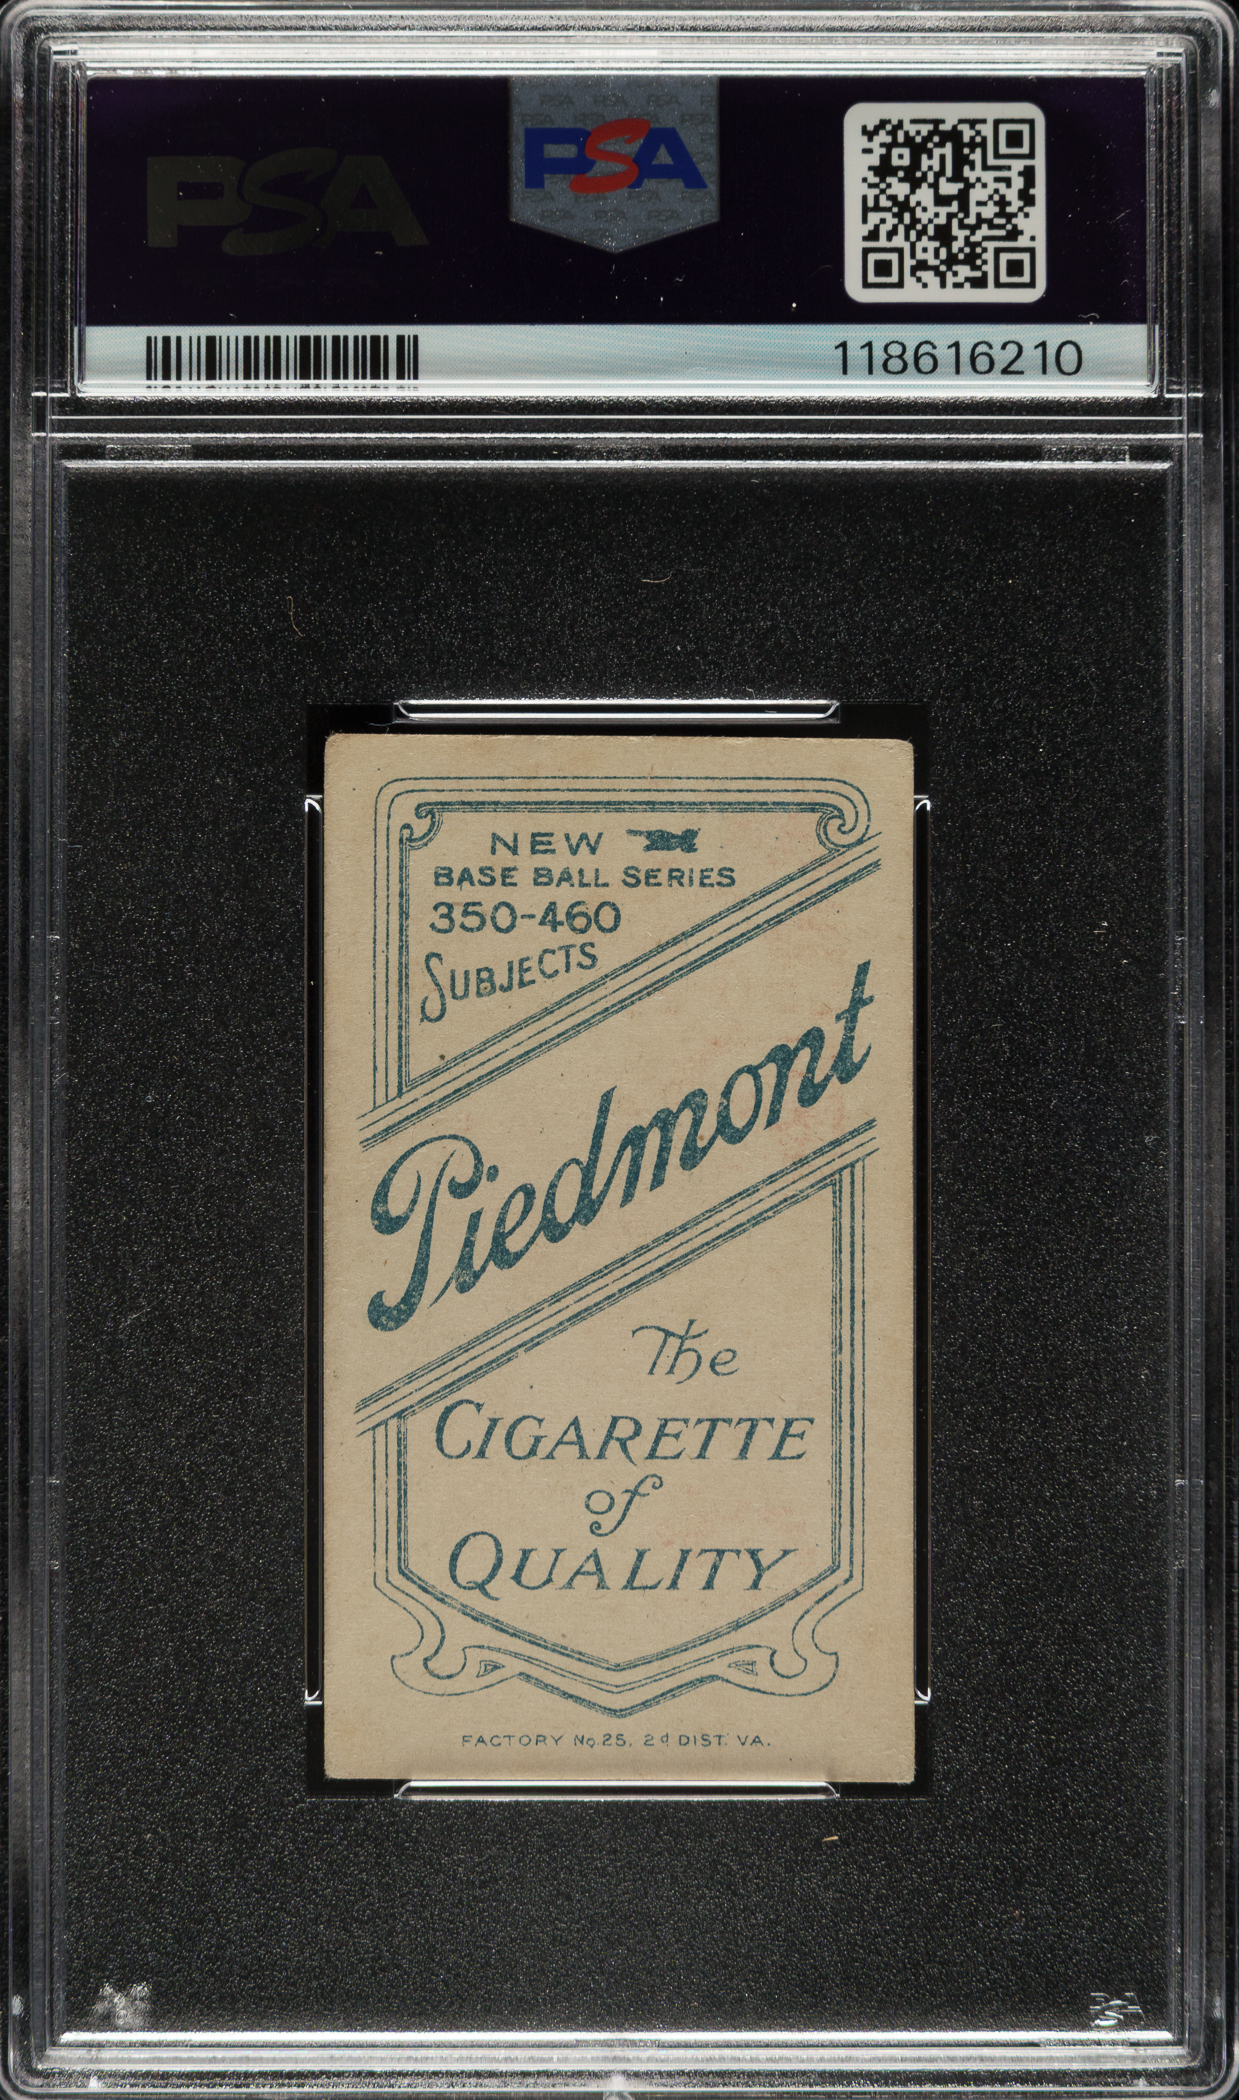 PSA
PSA
118616210
NEW
BASE BALL SERIES
350-460
SUBJECTS
Piedmont
The
CIGARETTE
of
QUALITY
FACTORY No. 25, 2d DIST. VA.
PSA